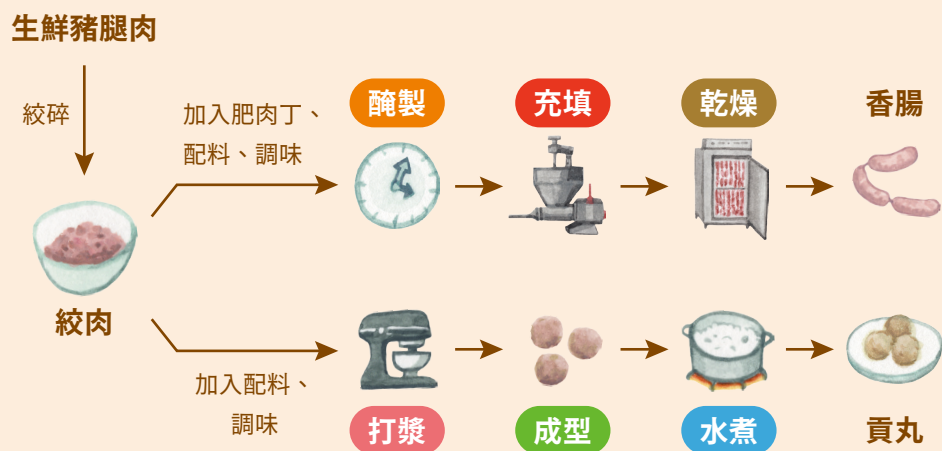 生鮮豬腿肉
絞碎
加入肥肉丁、
配料、調味
醃製
充填
乾燥
香腸
絞肉
加入配料、
調味
打漿
成型
水煮
貢丸